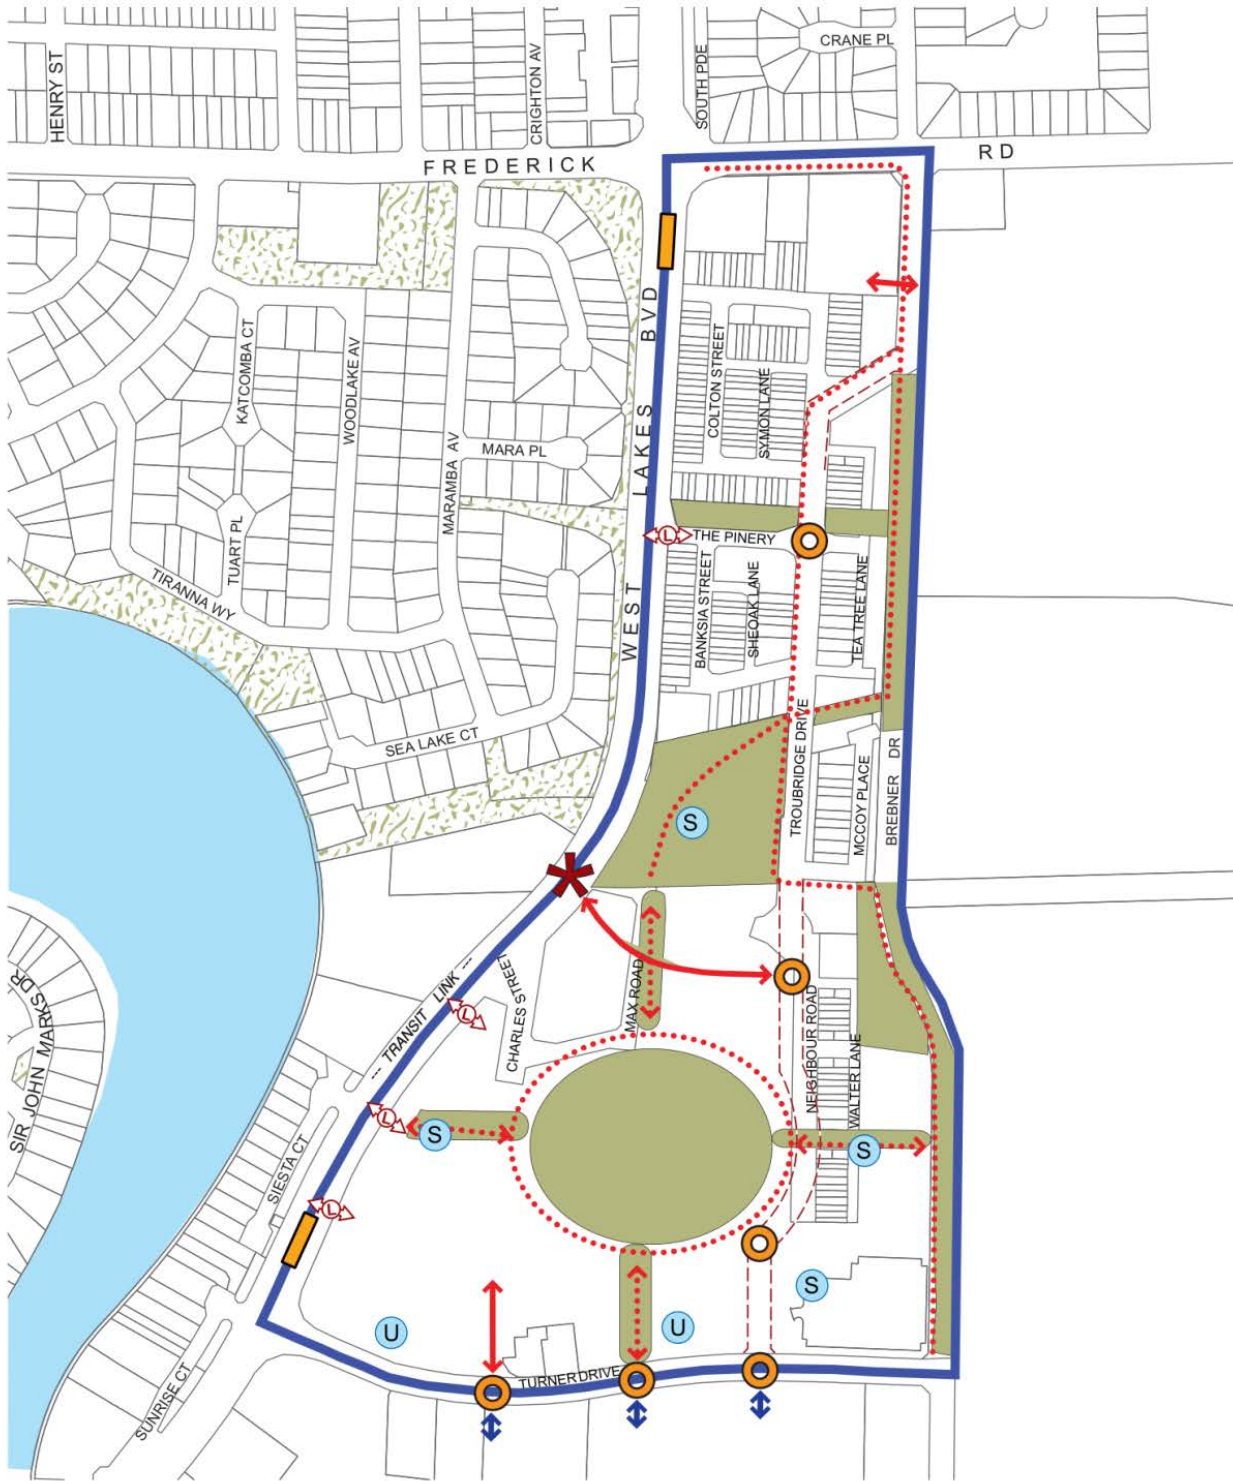 CRANE PL
HENRY ST
CRIGHTON AV
SOUTH PDE
FREDERICK RD
WEST LAKES BVD
KATCOMBA CT
WOODLAKE AV
COLTON STREET
SYMON LANE
MARAMBA AV
MARA PL
TUART PL
TIRANNA WY
L
THE PINERY
BANKSIA STREET
SHEOAK LANE
TEA TREE LANE
SEA LAKE CT
TROUBRIDGE DRIVE
MCCOY PLACE
BREBNER DR
S
SIR JOHN MARKS DR
--- TRANSIT LINK ---
L
CHARLES STREET
MAX ROAD
NEIGHBOUR ROAD
WALTER LANE
L
S
S
SIESTA CT
L
S
U
U
TURNER DRIVE
SUNRISE CT